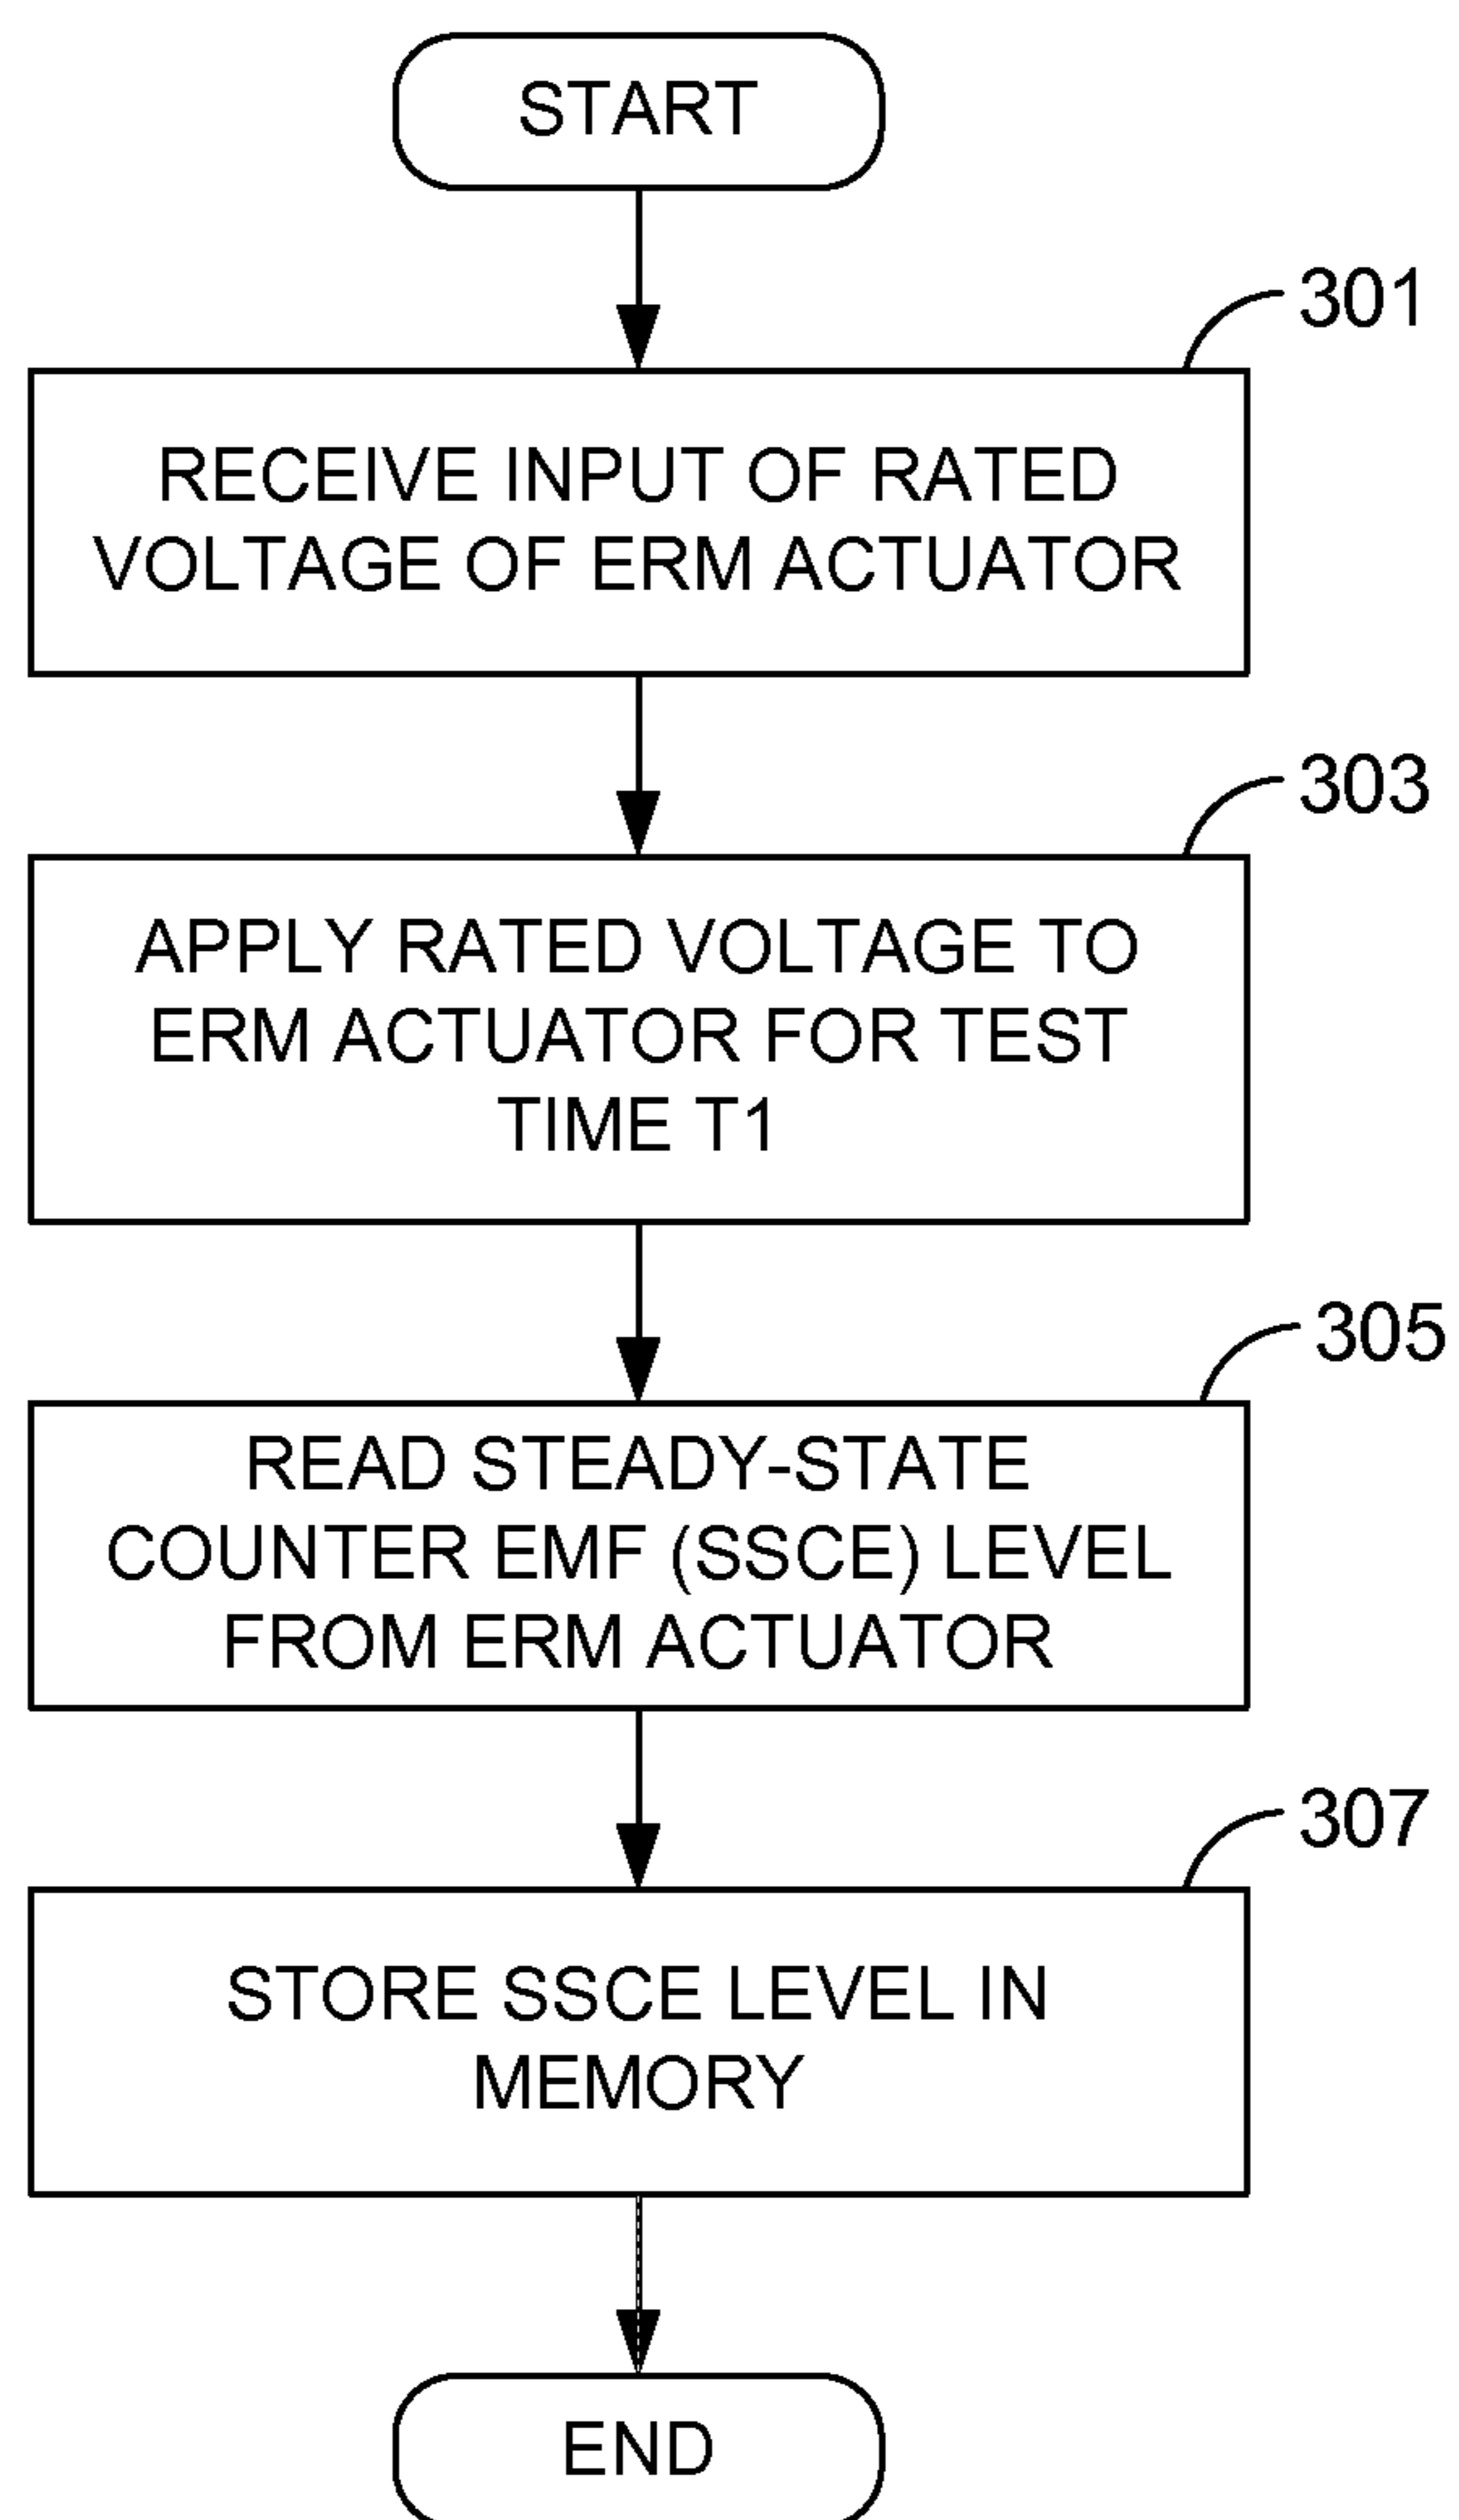 START
301
RECEIVE INPUT OF RATED
VOLTAGE OF ERM ACTUATOR
303
APPLY RATED VOLTAGE TO
ERM ACTUATOR FOR TEST
TIME T1
305
READ STEADY-STATE
COUNTER EMF (SSCE) LEVEL
FROM ERM ACTUATOR
307
STORE SSCE LEVEL IN
MEMORY
END